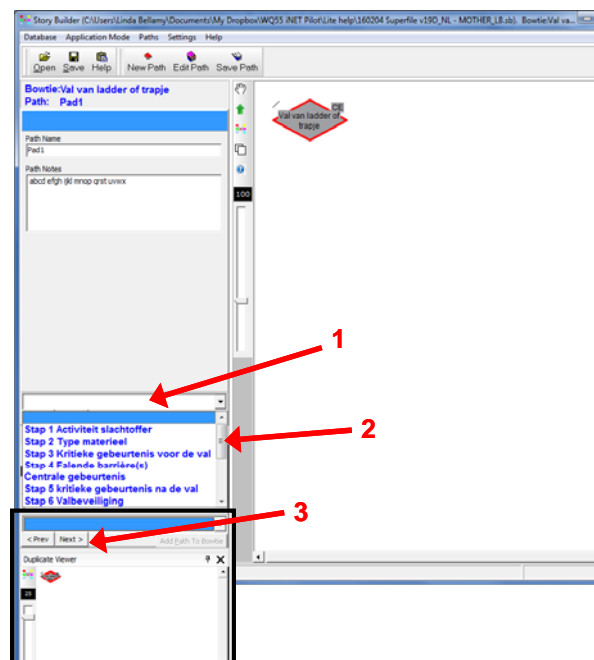 Story Builder (C:\Users\Linda Bellamy\Documents\My Dropbox\WQ55 iNET Pilot\Lite help\160204 Superfile v19D_NL - MOTHER_LB.sb). Bowtie:Val va...
Database Application Mode Paths Settings Help
Open Save Help New Path Edit Path Save Path
Bowtie:Val van ladder of trapje
Path: Pad1
Path Name
Pad1
Path Notes
abcd efgh ijkl mnop qrst uvwx
100
CE
Val van ladder of
trapje
1
Stap 1 Activiteit slachtoffer
Stap 2 Type materieel
Stap 3 Kritieke gebeurtenis voor de val
Stap 4 Falende barrière(s)
Centrale gebeurtenis
Stap 5 kritieke gebeurtenis na de val
Stap 6 Valbeveiliging
2
3
< Prev Next > Add Path To Bowtie
Duplicate Viewer
25